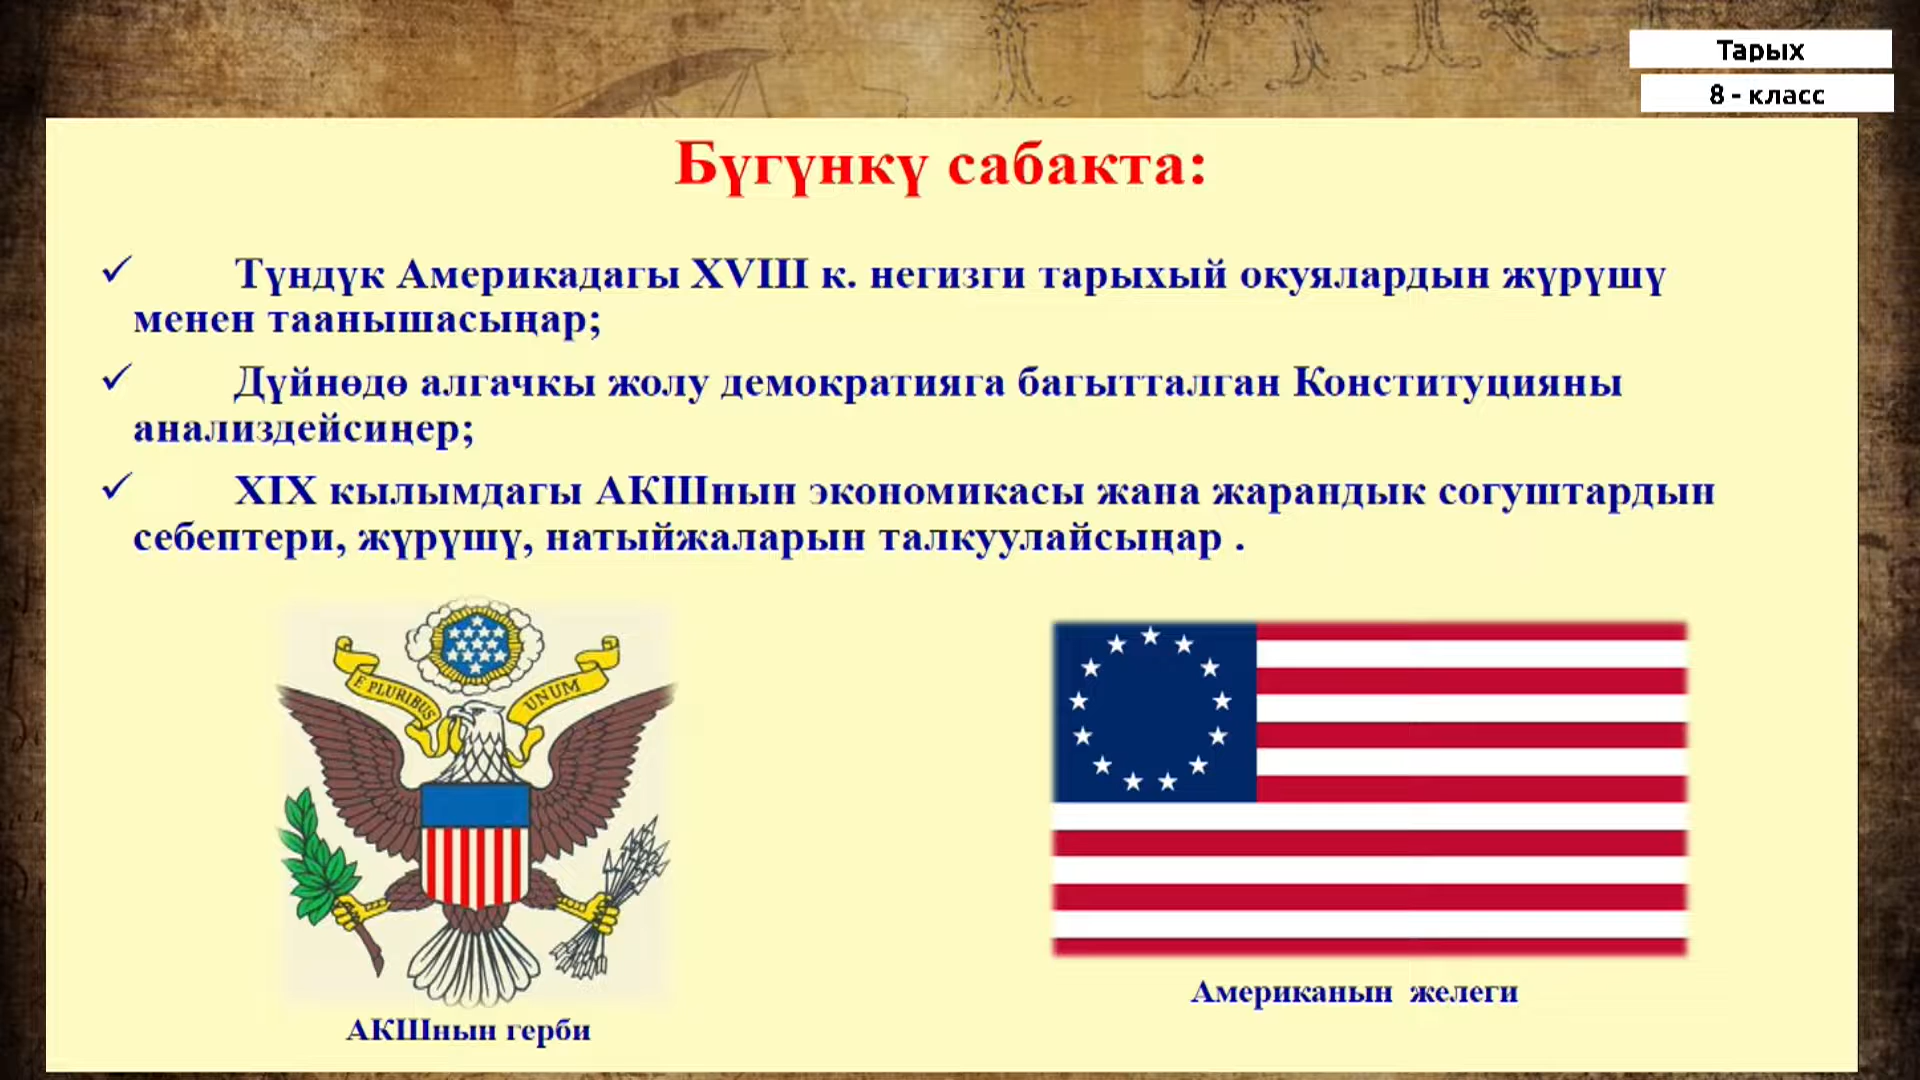 Тарых
8 - класс
Бүгүнкү сабакта:
✓ Түндүк Америкадагы XVIII к. негизги тарыхый окуялардын жүрүшү
менен таанышасыңар;
✓ Дүйнөдө алгачкы жолу демократияга багытталган Конституцияны
анализдейсиңер;
✓ XIX кылымдагы АКШнын экономикасы жана жарандык согуштардын
себептери, жүрүшү, натыйжаларын талкуулайсыңар .
E PLURIBUS UNUM
АКШнын герби
Американын желеги